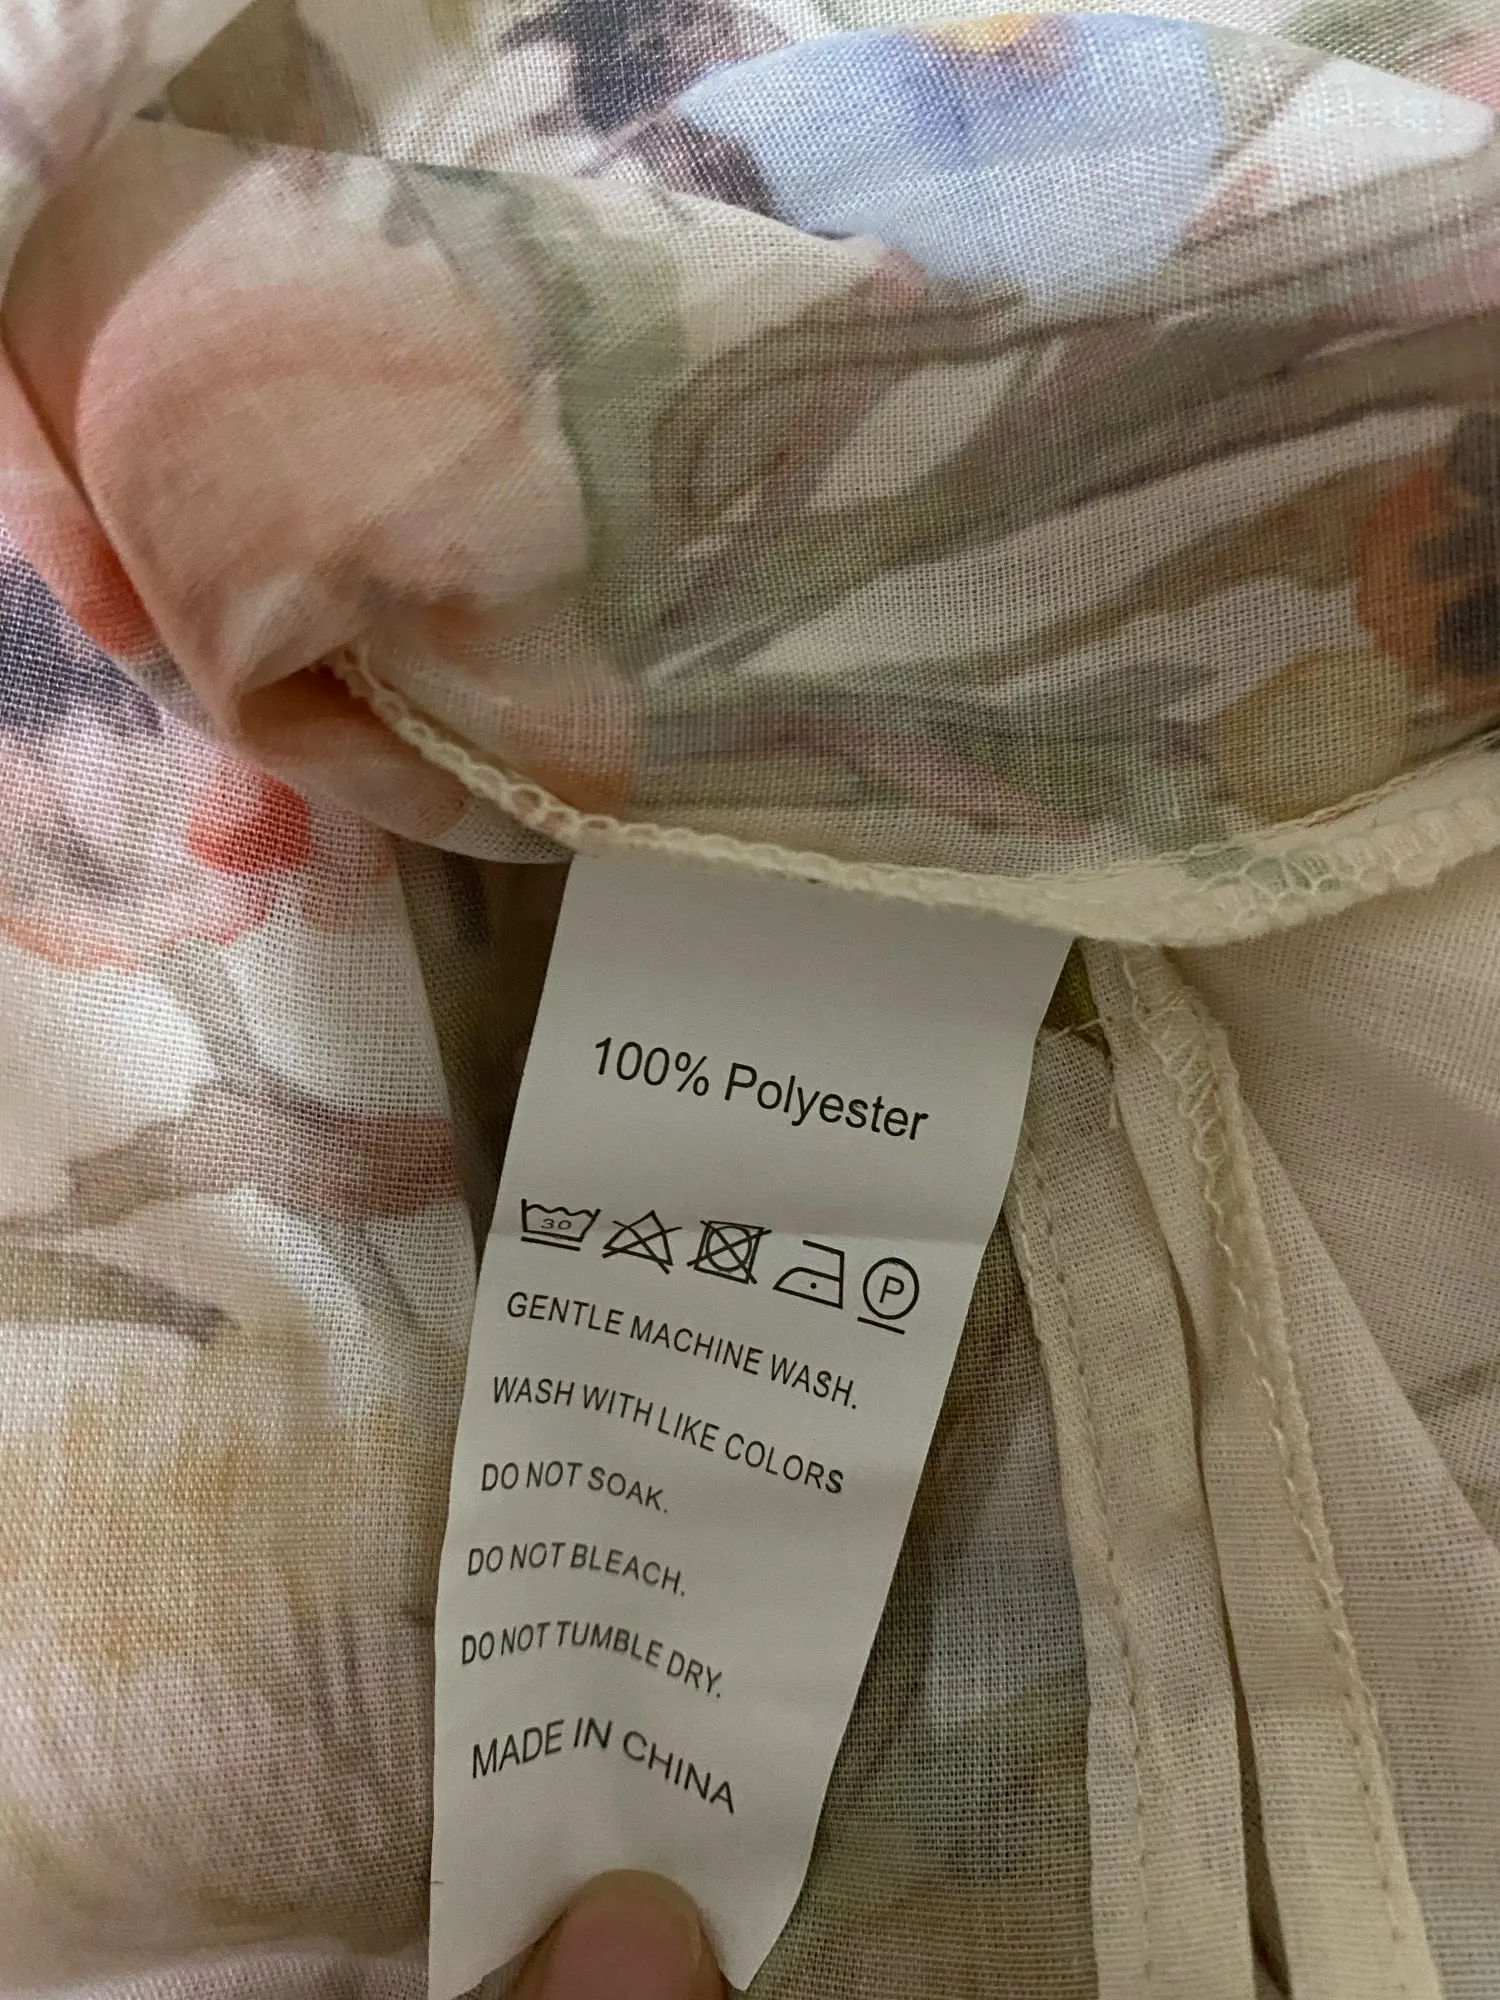 100% Polyester
30 P
GENTLE MACHINE WASH.
WASH WITH LIKE COLORS
DO NOT SOAK.
DO NOT BLEACH.
DO NOT TUMBLE DRY.
MADE IN CHINA